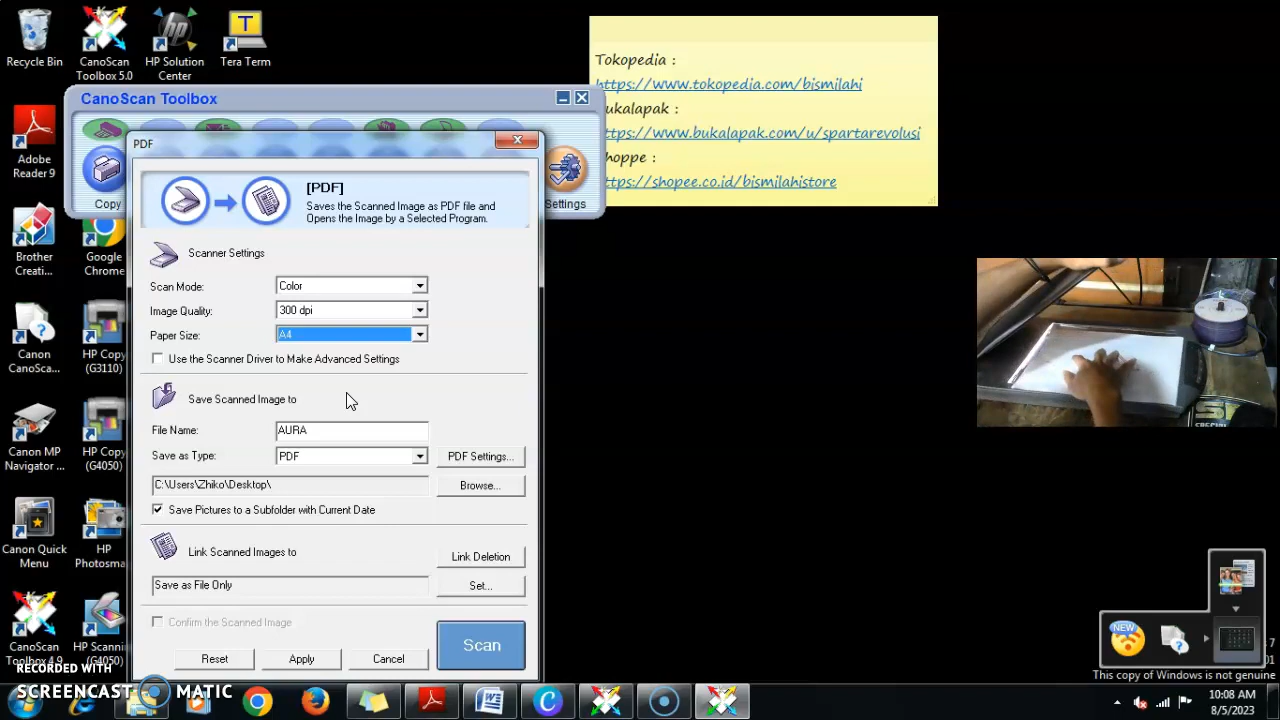 Recycle Bin
CanoScan
Toolbox 5.0
HP Solution
Center
Tera Term
Adobe
Reader 9
Brother
Creati...
Google
Chrome
Canon
CanoSca...
HP Copy
(G3110)
Canon MP
Navigator ...
HP Copy
(G4050)
Canon Quick
Menu
HP
Photosma
CanoScan
Toolbox 4.9
HP Scannin
(G4050)
CanoScan Toolbox
Copy
Settings
PDF
[PDF]
Saves the Scanned Image as PDF file and
Opens the Image by a Selected Program.
Scanner Settings
Scan Mode: Color
Image Quality: 300 dpi
Paper Size: A4
Use the Scanner Driver to Make Advanced Settings
Save Scanned Image to
File Name: AURA
Save as Type: PDF PDF Settings...
C:\Users\Zhiko\Desktop\ Browse...
Save Pictures to a Subfolder with Current Date
Link Scanned Images to Link Deletion
Save as File Only Set...
Confirm the Scanned Image
Scan
Reset Apply Cancel
Tokopedia :
https://www.tokopedia.com/bismilahi
ukalapak :
ttps://www.bukalapak.com/u/spartarevolusi
hoppe :
ttps://shopee.co.id/bismilahistore
NEW
7
01
This copy of Windows is not genuine
RECORDED WITH
SCREENCAST MATIC
10:08 AM
8/5/2023